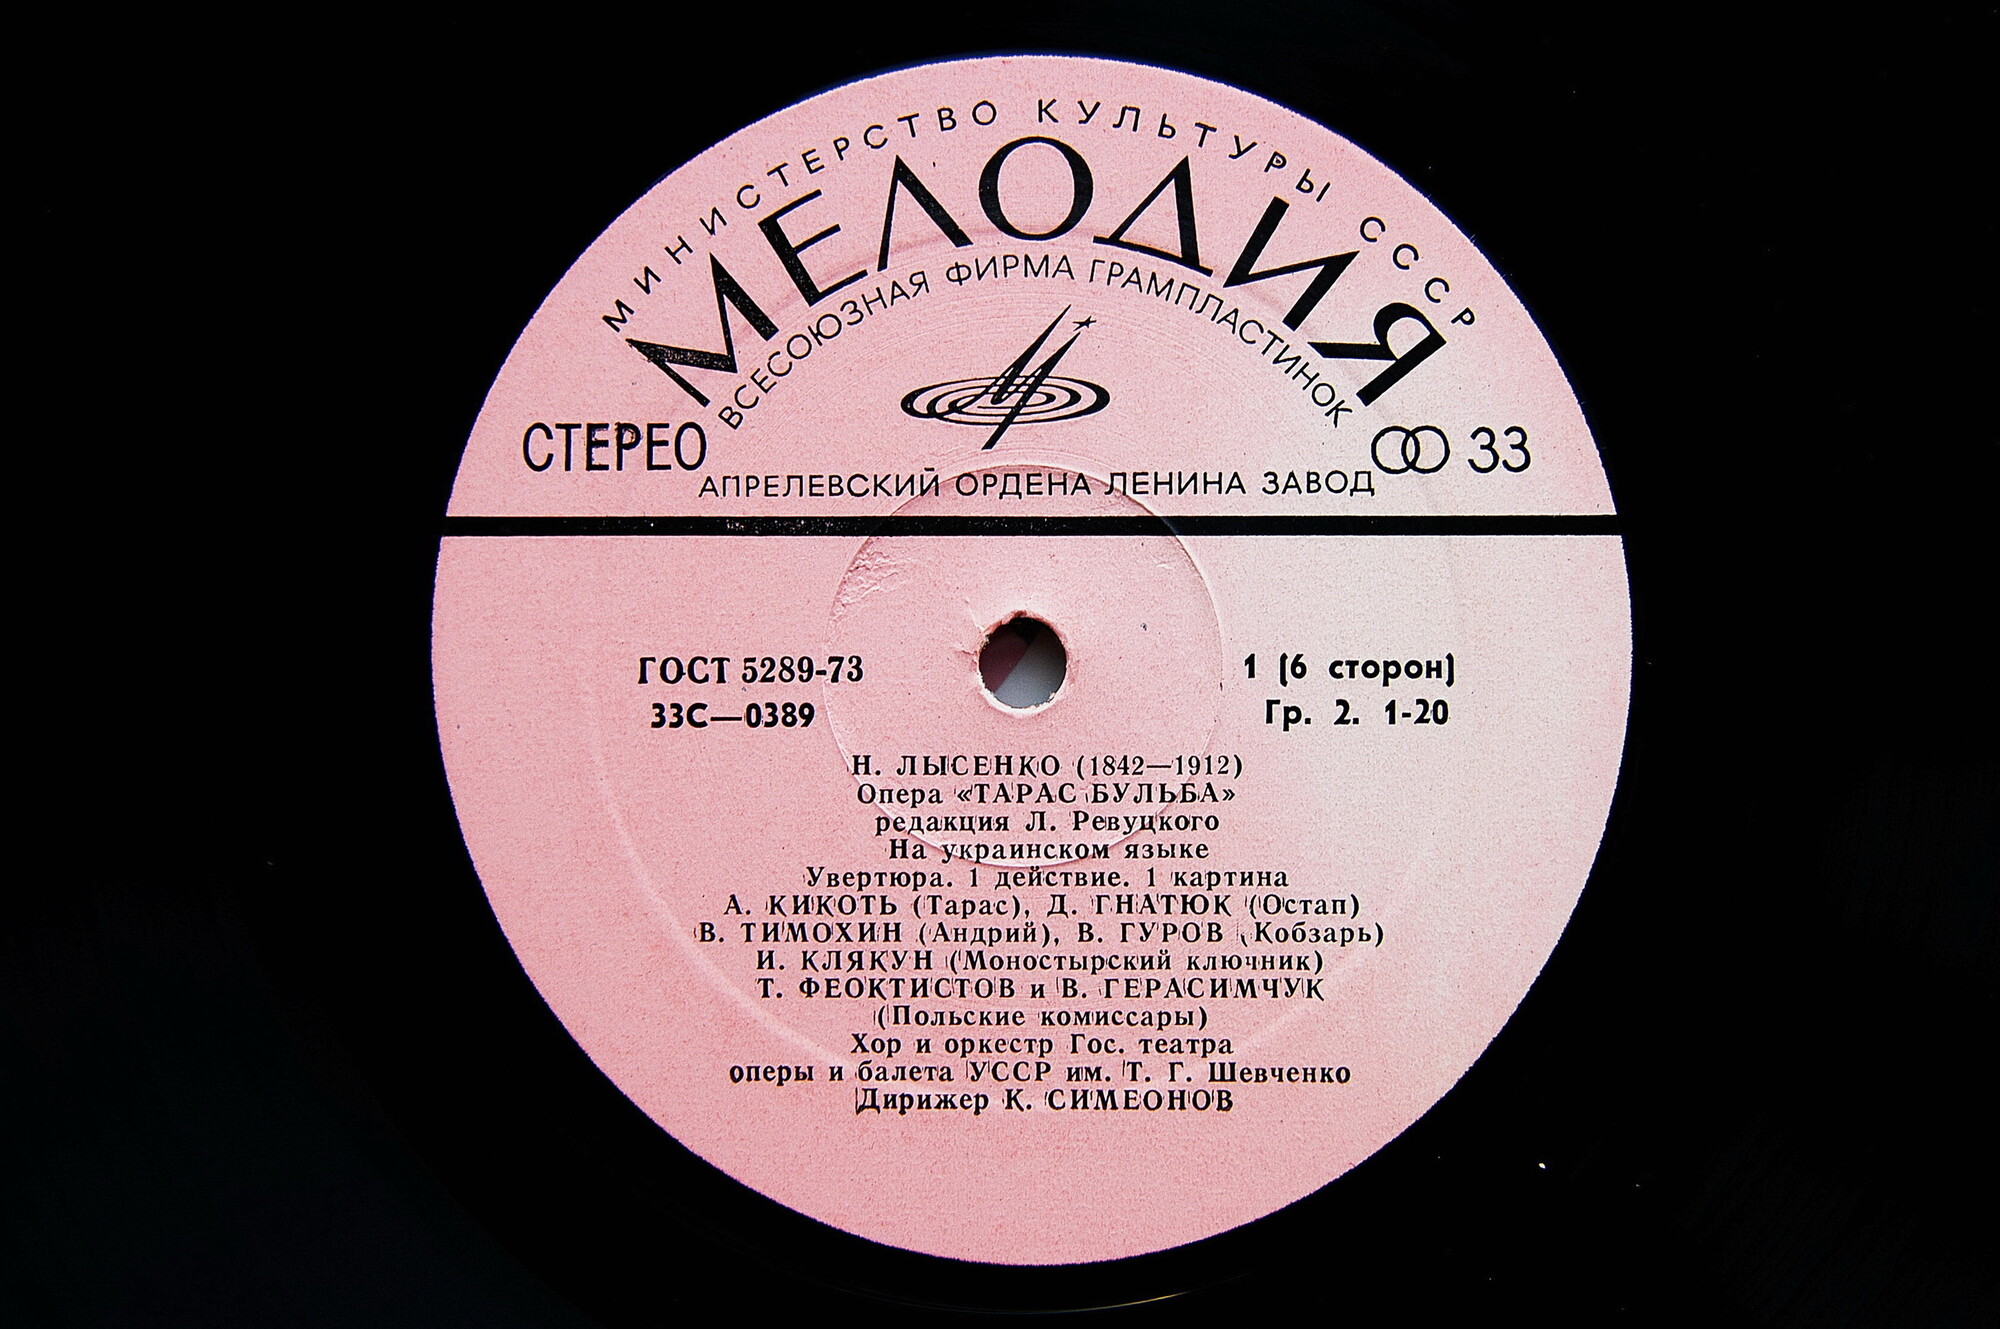 МИНИСТЕРСТВО КУЛЬТУРЫ СССР
МЕЛОДИЯ
ВСЕСОЮЗНАЯ ФИРМА ГРАМПЛАСТИНОК
СТЕРЕО
33
АПРЕЛЕВСКИЙ ОРДЕНА ЛЕНИНА ЗАВОД
ГОСТ 5289-73
33С—0389
1 (6 сторон)
Гр. 2. 1-20
Н. ЛЫСЕНКО (1842—1912)
Опера «ТАРАС БУЛЬБА»
редакция Л. Ревуцкого
На украинском языке
Увертюра. 1 действие. 1 картина
А. КИКОТЬ (Тарас), Д. ГНАТЮК (Остап)
В. ТИМОХИН (Андрий), В. ГУРОВ (Кобзарь)
И. КЛЯКУН (Моностырский ключник)
Т. ФЕОКТИСТОВ и В. ГЕРАСИМЧУК
(Польские комиссары)
Хор и оркестр Гос. театра
оперы и балета УССР им. Т. Г. Шевченко
Дирижер К. СИМЕОНОВ